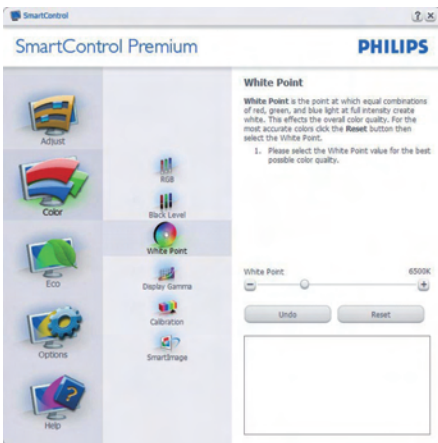 SmartControl
? ×
SmartControl Premium
PHILIPS
Adjust
Color
Eco
Options
Help
RGB
Black Level
White Point
Display Gamma
Calibration
SmartImage
White Point
White Point is the point at which equal combinations
of red, green, and blue light at full intensity create
white. This effects the overall color quality. For the
most accurate colors click the Reset button then
select the White Point.
1. Please select the White Point value for the best
possible color quality.
White Point 6500K
Undo Reset